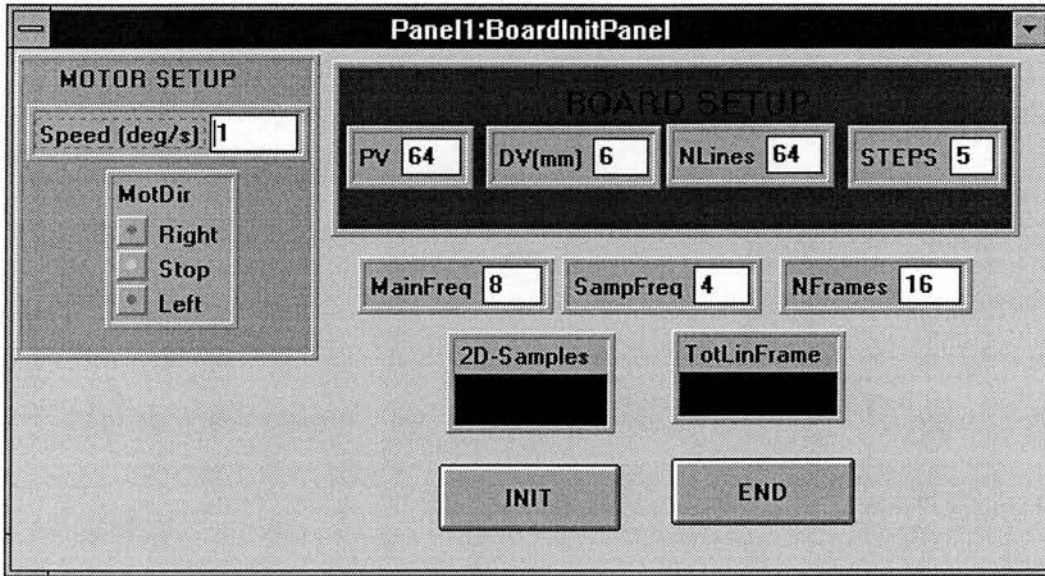 Panel1:BoardInitPanel
MOTOR SETUP
Speed (deg/s) 1
MotDir
Right
Stop
Left
BOARD SETUP
PV 64 DV(mm) 6 NLines 64 STEPS 5
MainFreq 8 SampFreq 4 NFrames 16
2D-Samples TotLinFrame
INIT END